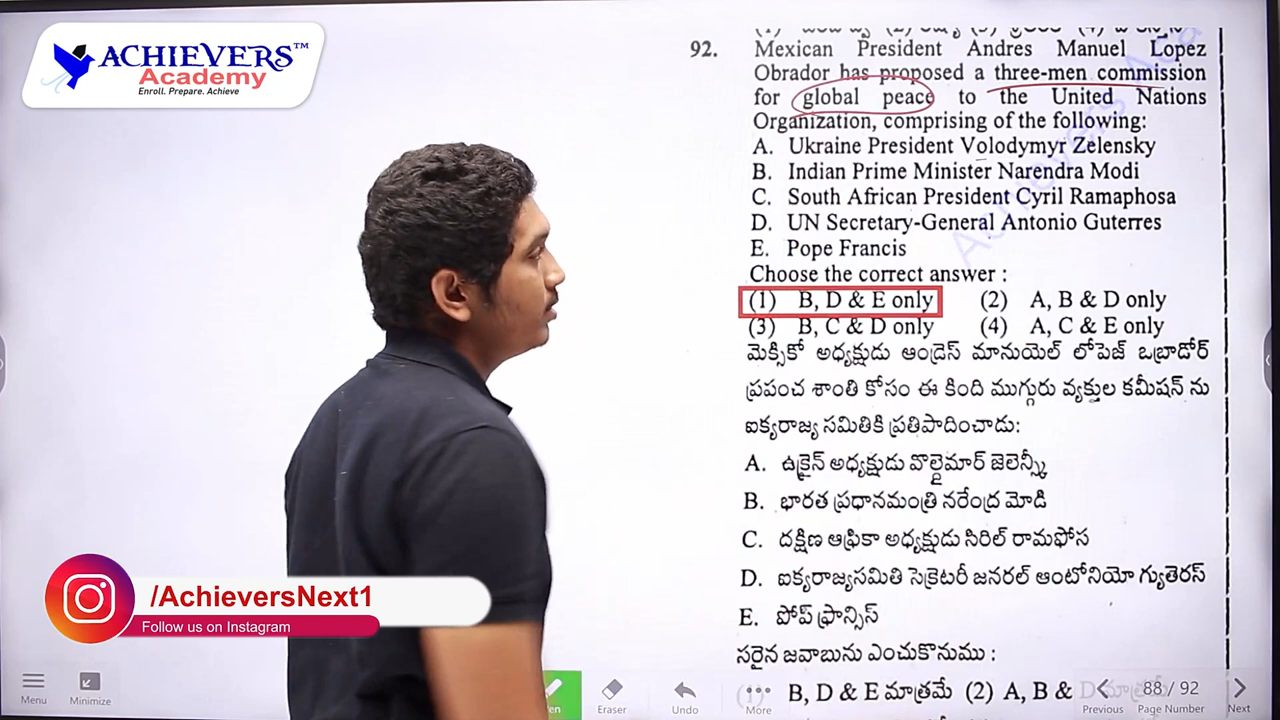 ACHIEVERS™
Academy
Enroll. Prepare. Achieve
92. Mexican President Andres Manuel Lopez
Obrador has proposed a three-men commission
for global peace to the United Nations
Organization, comprising of the following:
A. Ukraine President Volodymyr Zelensky
B. Indian Prime Minister Narendra Modi
C. South African President Cyril Ramaphosa
D. UN Secretary-General Antonio Guterres
E. Pope Francis
Choose the correct answer :
(1) B, D & E only (2) A, B & D only
(3) B, C & D only (4) A, C & E only
మెక్సికో అధ్యక్షుడు ఆండ్రెస్ మానుయెల్ లోపెజ్ ఒబ్రాడోర్
ప్రపంచ శాంతి కోసం ఈ కింది ముగ్గురు వ్యక్తుల కమీషన్ ను
ఐక్యరాజ్య సమితికి ప్రతిపాదించాడు:
A. ఉక్రైన్ అధ్యక్షుడు వొల్దైమార్ జెలెన్స్కీ
B. భారత ప్రధానమంత్రి నరేంద్ర మోడి
C. దక్షిణ ఆఫ్రికా అధ్యక్షుడు సిరిల్ రామఫోస
D. ఐక్యరాజ్యసమితి సెక్రెటరీ జనరల్ ఆంటోనియో గ్యుతెరస్
E. పోప్ ఫ్రాన్సిస్
సరైన జవాబును ఎంచుకొనుము :
(1) B, D & E మాత్రమే (2) A, B & D మాత్రమే
/AchieversNext1
Follow us on Instagram
Menu Minimize Eraser Undo More Previous 88 / 92 Page Number Next